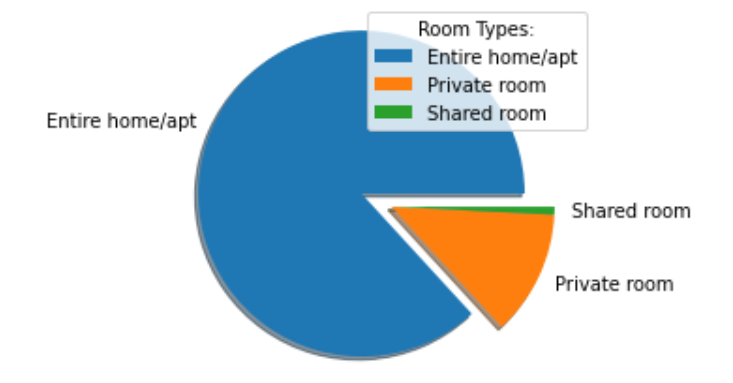 Room Types:
Entire home/apt
Private room
Shared room
Entire home/apt
Shared room
Private room